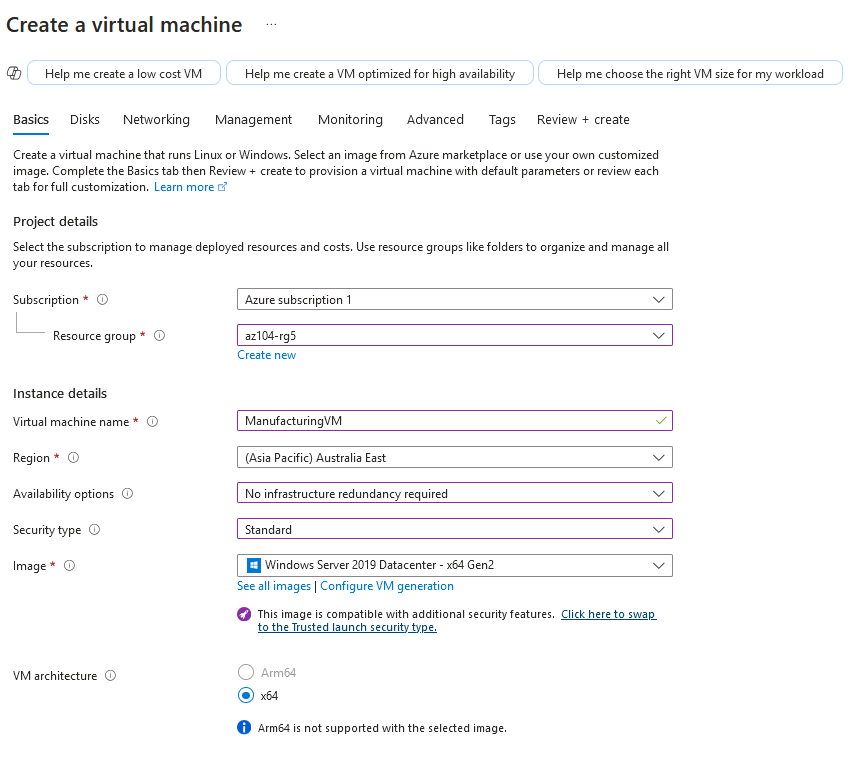 Create a virtual machine ...
Help me create a low cost VM Help me create a VM optimized for high availability Help me choose the right VM size for my workload
Basics Disks Networking Management Monitoring Advanced Tags Review + create
Create a virtual machine that runs Linux or Windows. Select an image from Azure marketplace or use your own customized
image. Complete the Basics tab then Review + create to provision a virtual machine with default parameters or review each
tab for full customization. Learn more
Project details
Select the subscription to manage deployed resources and costs. Use resource groups like folders to organize and manage all
your resources.
Subscription * Azure subscription 1
Resource group * az104-rg5
Create new
Instance details
Virtual machine name * ManufacturingVM
Region * (Asia Pacific) Australia East
Availability options No infrastructure redundancy required
Security type Standard
Image * Windows Server 2019 Datacenter - x64 Gen2
See all images | Configure VM generation
This image is compatible with additional security features. Click here to swap
to the Trusted launch security type.
VM architecture Arm64
x64
Arm64 is not supported with the selected image.